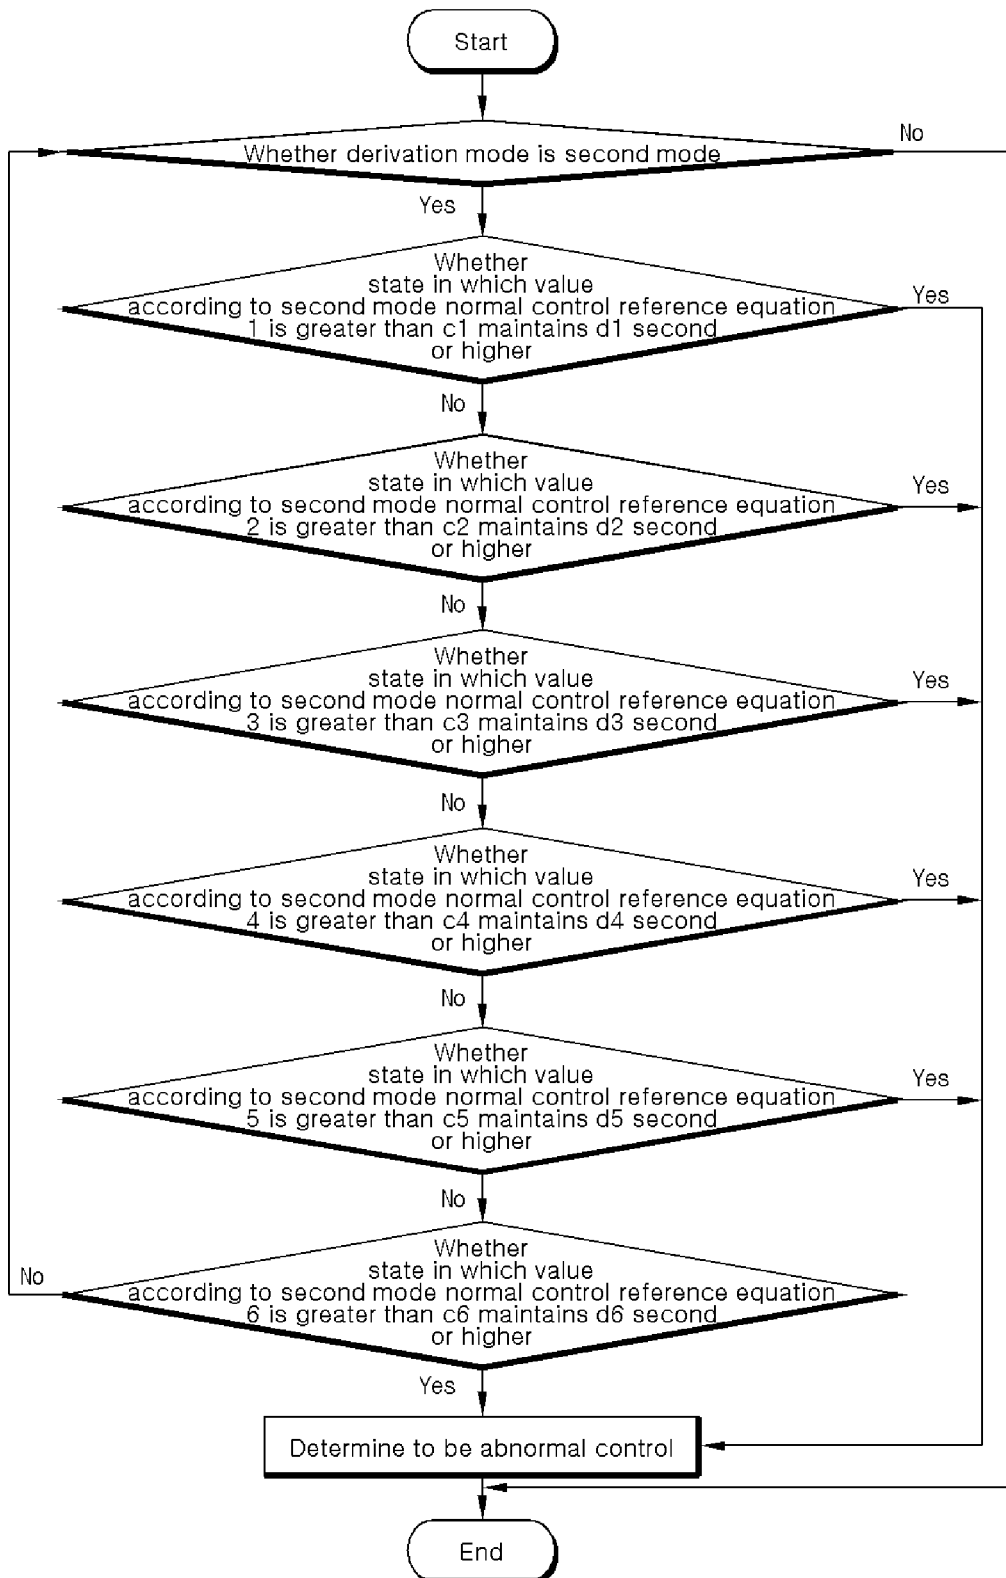 Start
Whether derivation mode is second mode
No
Yes
Whether
state in which value
according to second mode normal control reference equation
1 is greater than c1 maintains d1 second
or higher
Yes
No
Whether
state in which value
according to second mode normal control reference equation
2 is greater than c2 maintains d2 second
or higher
Yes
No
Whether
state in which value
according to second mode normal control reference equation
3 is greater than c3 maintains d3 second
or higher
Yes
No
Whether
state in which value
according to second mode normal control reference equation
4 is greater than c4 maintains d4 second
or higher
Yes
No
Whether
state in which value
according to second mode normal control reference equation
5 is greater than c5 maintains d5 second
or higher
Yes
No
Whether
state in which value
according to second mode normal control reference equation
6 is greater than c6 maintains d6 second
or higher
No
Yes
Determine to be abnormal control
End